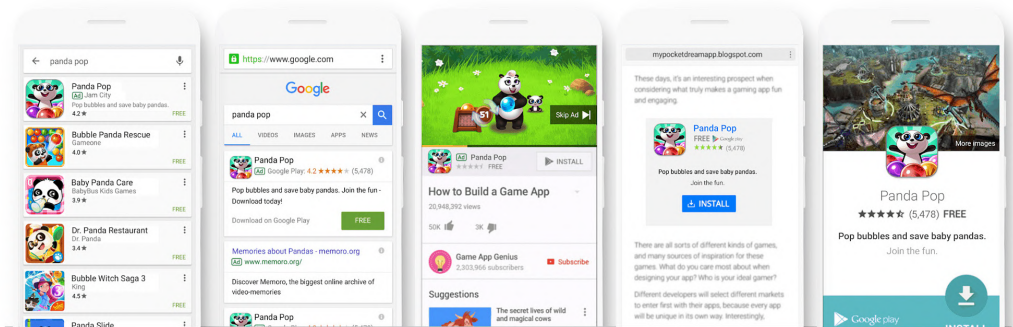 panda pop
Panda Pop
Ad Jam City
Pop bubbles and save baby pandas.
4.2★
FREE
Bubble Panda Rescue
Gameone
4.0★
FREE
Baby Panda Care
BabyBus Kids Games
3.9★
FREE
Dr. Panda Restaurant
Dr. Panda
3.4★
FREE
Bubble Witch Saga 3
King
4.5★
FREE
Panda Slide
https://www.google.com
Google
panda pop
ALL VIDEOS IMAGES APPS NEWS
Panda Pop
Ad Google Play: 4.2 ★★★★★ (5,478)
Pop bubbles and save baby pandas. Join the fun -
Download today!
Download on Google Play FREE
Memories about Pandas - memoro.org
Ad www.memoro.org/
Discover Memoro, the biggest online archive of
video-memories
Panda Pop
51
Skip Ad
Ad Panda Pop
FREE
INSTALL
How to Build a Game App
20,948,392 views
50K 3K
Game App Genius
2,303,966 subscribers
Subscribe
Suggestions
The secret lives of wild
and magical cows
mypocketdreamapp.blogspot.com
These days, it's an interesting prospect when
considering what truly makes a gaming app fun
and engaging.
Panda Pop
FREE Google Play
★★★★★ (5,478)
Pop bubbles and save baby pandas.
Join the fun.
INSTALL
There are all sorts of different kinds of games,
and many sources of inspiration for these
games. What do you care most about when
designing your app? Who is your ideal gamer?
Different developers will select different markets
to enter first with their apps, because every app
will be unique in its own way. Interestingly,
More images
Panda Pop
★★★★★ (5,478) FREE
Pop bubbles and save baby pandas.
Join the fun.
Google play
INSTALL